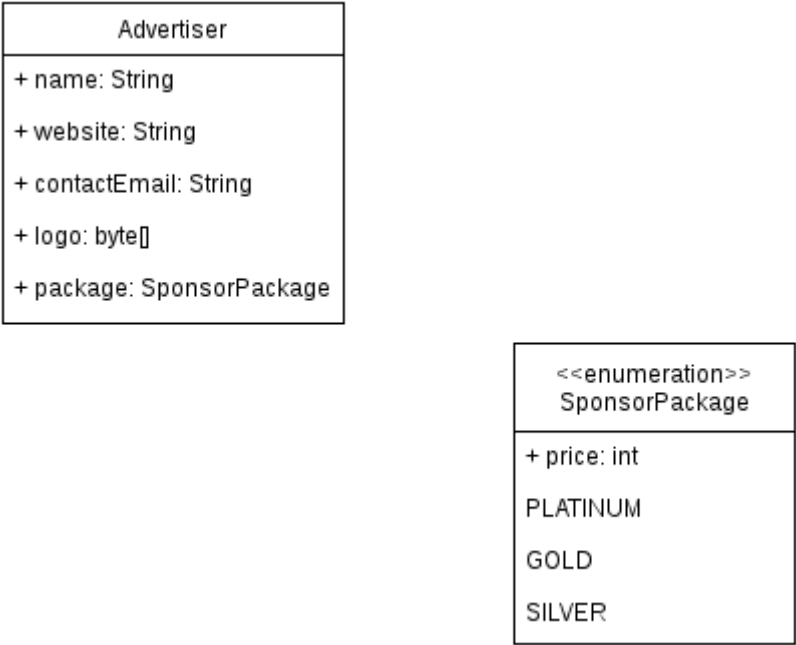 Advertiser
+ name: String
+ website: String
+ contactEmail: String
+ logo: byte[]
+ package: SponsorPackage
<<enumeration>>
SponsorPackage
+ price: int
PLATINUM
GOLD
SILVER